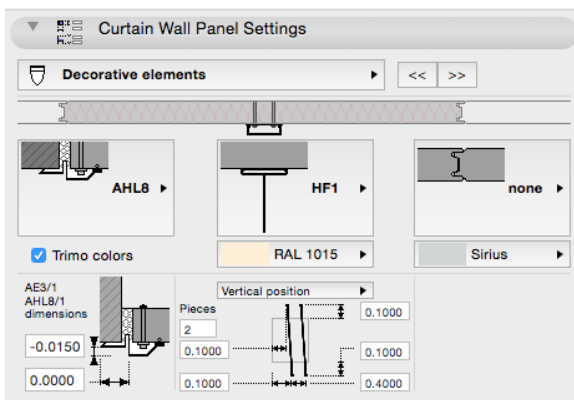 Curtain Wall Panel Settings
Decorative elements
<< >>
AHL8
HF1
none
Trimo colors
RAL 1015
Sirius
AE3/1
AHL8/1
dimensions
-0.0150
0.0000
Vertical position
Pieces
2
0.1000
0.1000
0.1000
0.1000
0.4000